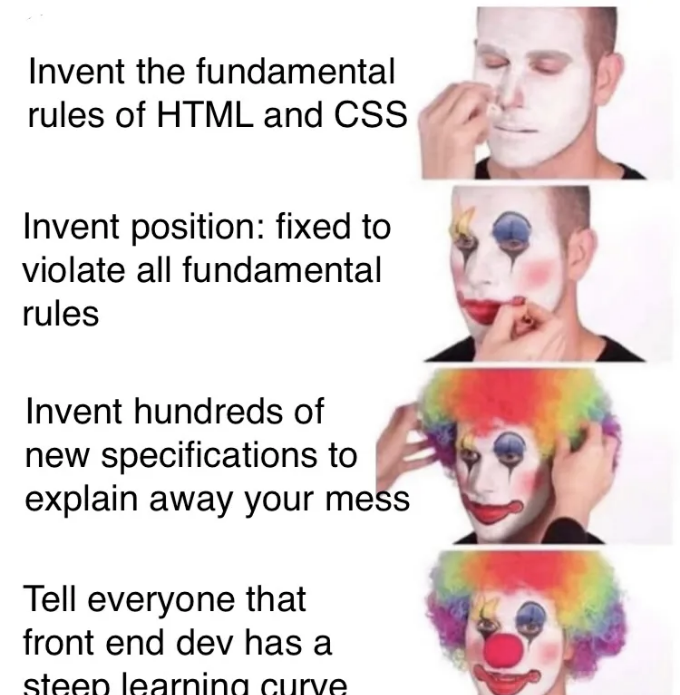 Invent the fundamental
rules of HTML and CSS
Invent position: fixed to
violate all fundamental
rules
Invent hundreds of
new specifications to
explain away your mess
Tell everyone that
front end dev has a
steep learning curve